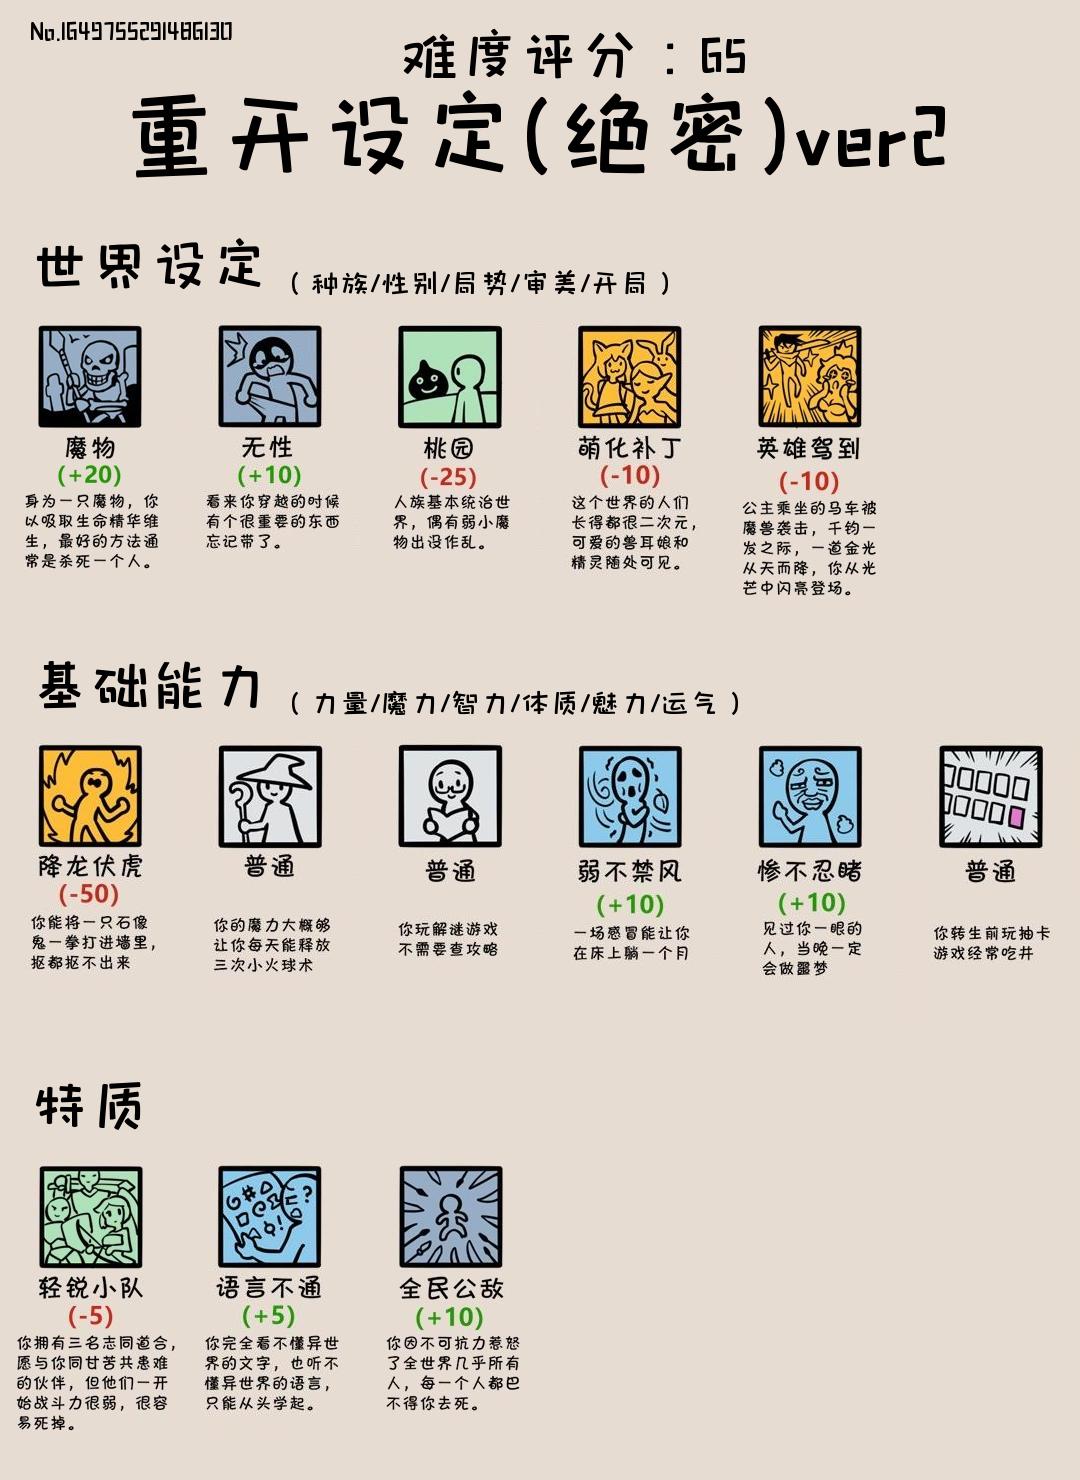 No.1649755291486130
难度评分：65
重开设定(绝密)ver2
世界设定（种族/性别/局势/审美/开局）
魔物
(+20)
身为一只魔物，你
以吸取生命精华维
生，最好的方法通
常是杀死一个人。
无性
(+10)
看来你穿越的时候
有个很重要的东西
忘记带了。
桃园
(-25)
人族基本统治世
界，偶有弱小魔
物出没作乱。
萌化补丁
(-10)
这个世界的人们
长得都很二次元，
可爱的兽耳娘和
精灵随处可见。
英雄驾到
(-10)
公主乘坐的马车被
魔兽袭击，千钧一
发之际，一道金光
从天而降，你从光
芒中闪亮登场。
基础能力（力量/魔力/智力/体质/魅力/运气）
降龙伏虎
(-50)
你能将一只石像
鬼一拳打进墙里，
抠都抠不出来
普通
你的魔力大概够
让你每天能释放
三次小火球术
普通
你玩解谜游戏
不需要查攻略
弱不禁风
(+10)
一场感冒能让你
在床上躺一个月
惨不忍睹
(+10)
见过你一眼的
人，当晚一定
会做噩梦
普通
你转生前玩抽卡
游戏经常吃井
特质
轻锐小队
(-5)
你拥有三名志同道合，
愿与你同甘苦共患难
的伙伴，但他们一开
始战斗力很弱，很容
易死掉。
语言不通
(+5)
你完全看不懂异世
界的文字，也听不
懂异世界的语言，
只能从头学起。
全民公敌
(+10)
你因不可抗力惹怒
了全世界几乎所有
人，每一个人都巴
不得你去死。